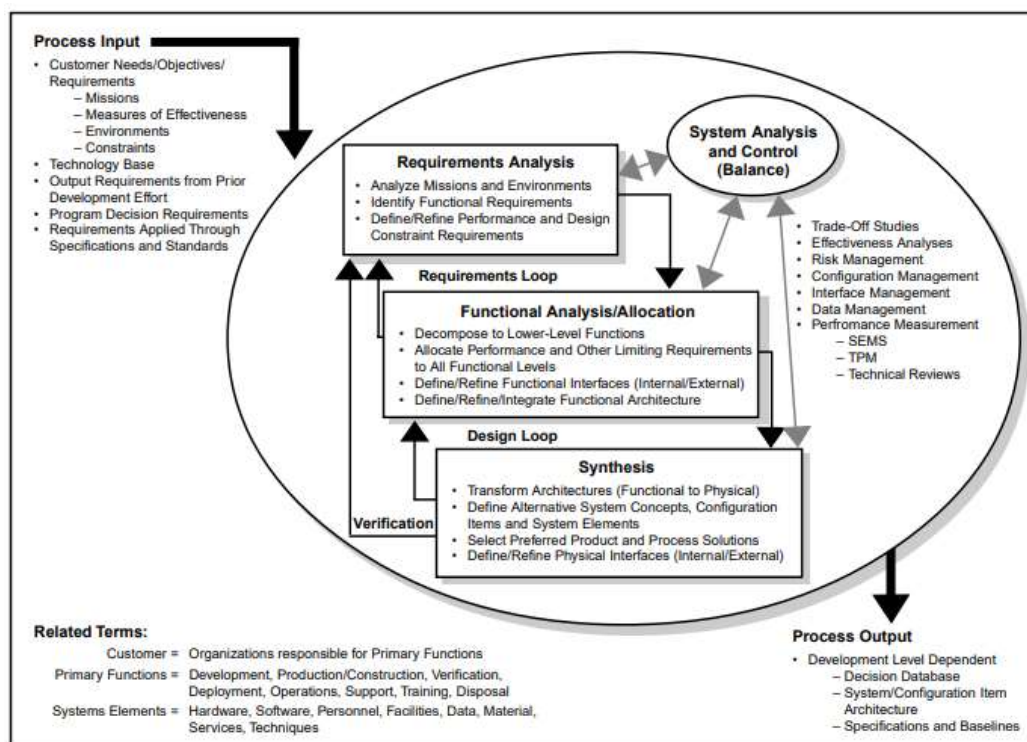 Process Input
• Customer Needs/Objectives/
Requirements
– Missions
– Measures of Effectiveness
– Environments
– Constraints
• Technology Base
• Output Requirements from Prior
Development Effort
• Program Decision Requirements
• Requirements Applied Through
Specifications and Standards
System Analysis
and Control
(Balance)
Requirements Analysis
• Analyze Missions and Environments
• Identify Functional Requirements
• Define/Refine Performance and Design
Constraint Requirements
• Trade-Off Studies
• Effectiveness Analyses
• Risk Management
• Configuration Management
• Interface Management
• Data Management
• Perfromance Measurement
– SEMS
– TPM
– Technical Reviews
Requirements Loop
Functional Analysis/Allocation
• Decompose to Lower-Level Functions
• Allocate Performance and Other Limiting Requirements
to All Functional Levels
• Define/Refine Functional Interfaces (Internal/External)
• Define/Refine/Integrate Functional Architecture
Design Loop
Synthesis
• Transform Architectures (Functional to Physical)
• Define Alternative System Concepts, Configuration
Items and System Elements
• Select Preferred Product and Process Solutions
• Define/Refine Physical Interfaces (Internal/External)
Verification
Related Terms:
Customer = Organizations responsible for Primary Functions
Primary Functions = Development, Production/Construction, Verification,
Deployment, Operations, Support, Training, Disposal
Systems Elements = Hardware, Software, Personnel, Facilities, Data, Material,
Services, Techniques
Process Output
• Development Level Dependent
– Decision Database
– System/Configuration Item
Architecture
– Specifications and Baselines